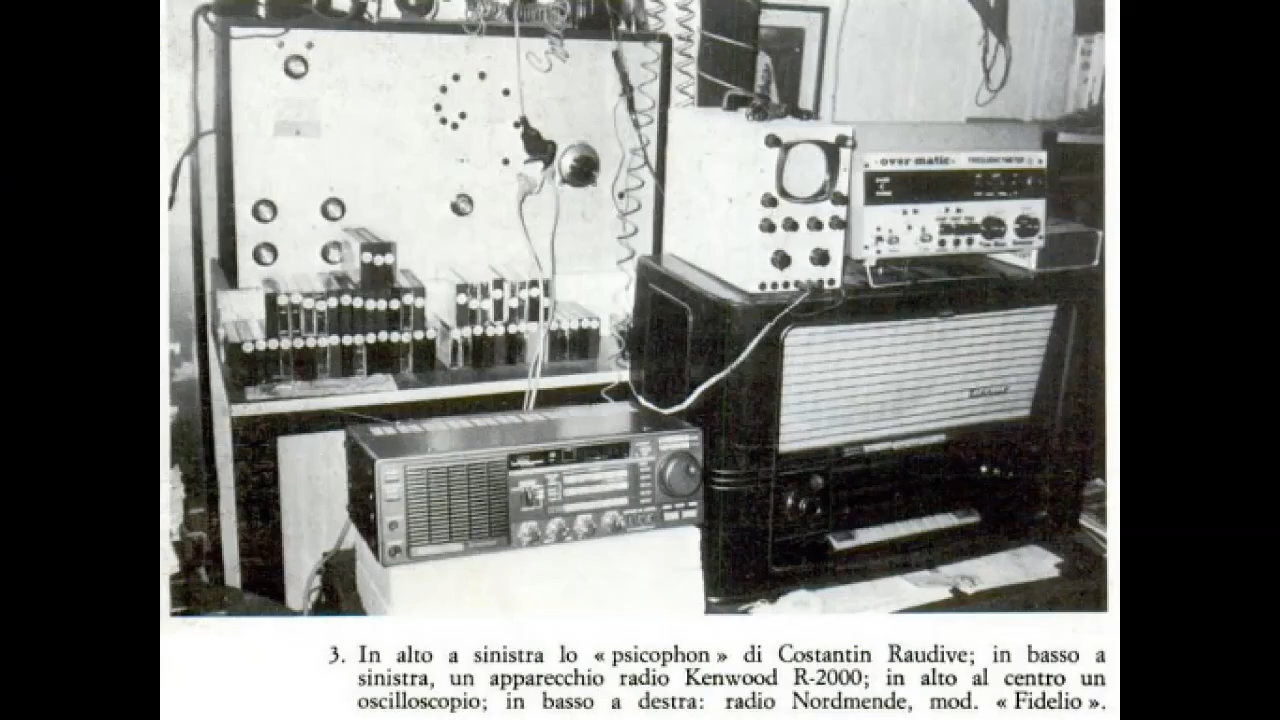 over-matic FREQUENCYMETER
3. In alto a sinistra lo « psicophon » di Costantin Raudive; in basso a
sinistra, un apparecchio radio Kenwood R-2000; in alto al centro un
oscilloscopio; in basso a destra: radio Nordmende, mod. « Fidelio ».